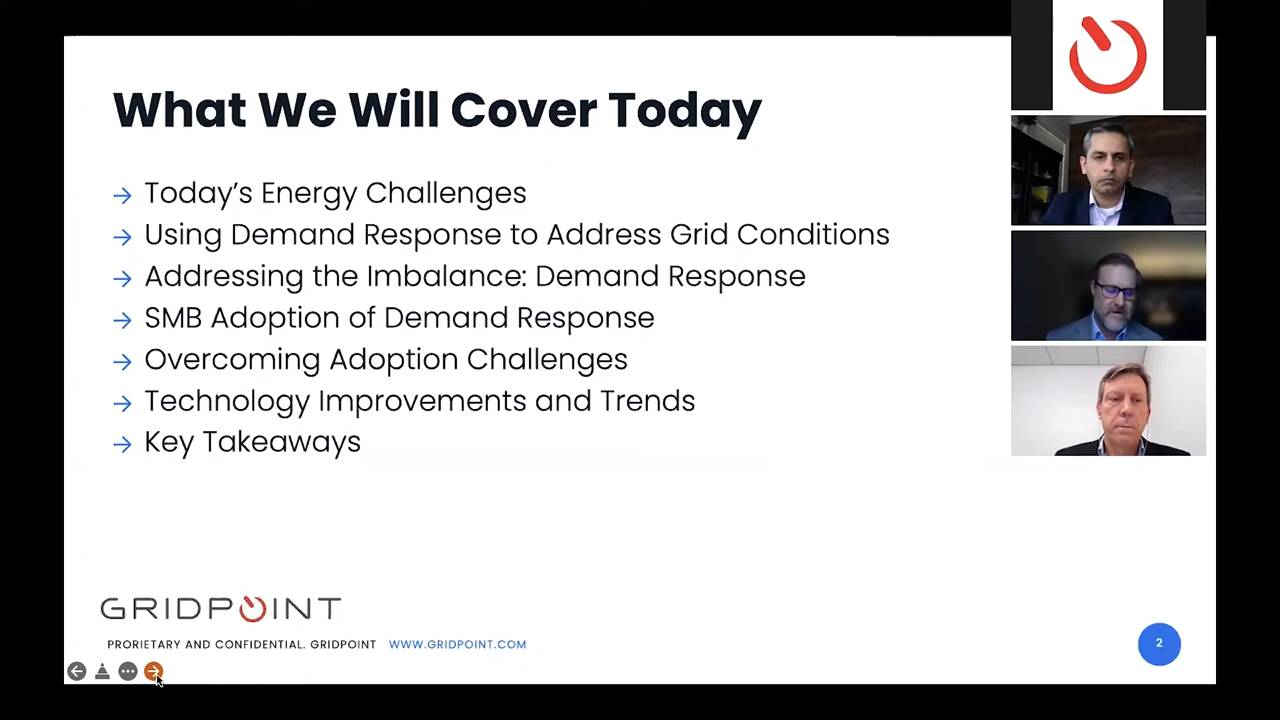 What We Will Cover Today
→ Today’s Energy Challenges
→ Using Demand Response to Address Grid Conditions
→ Addressing the Imbalance: Demand Response
→ SMB Adoption of Demand Response
→ Overcoming Adoption Challenges
→ Technology Improvements and Trends
→ Key Takeaways
GRIDPOINT
PRORIETARY AND CONFIDENTIAL. GRIDPOINT WWW.GRIDPOINT.COM
2